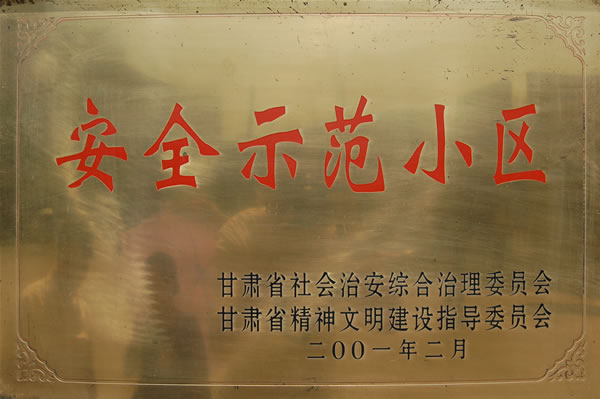 安全示范小区
甘肃省社会治安综合治理委员会
甘肃省精神文明建设指导委员会
二00一年二月